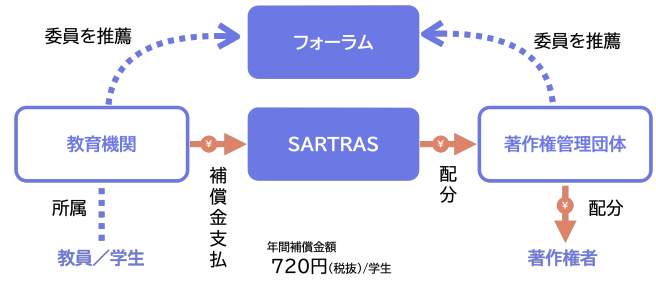 委員を推薦
フォーラム
委員を推薦
教育機関
¥
SARTRAS
¥
著作権管理団体
補償金支払
配分
所属
¥
配分
教員／学生
年間補償金額
720円(税抜)/学生
著作権者